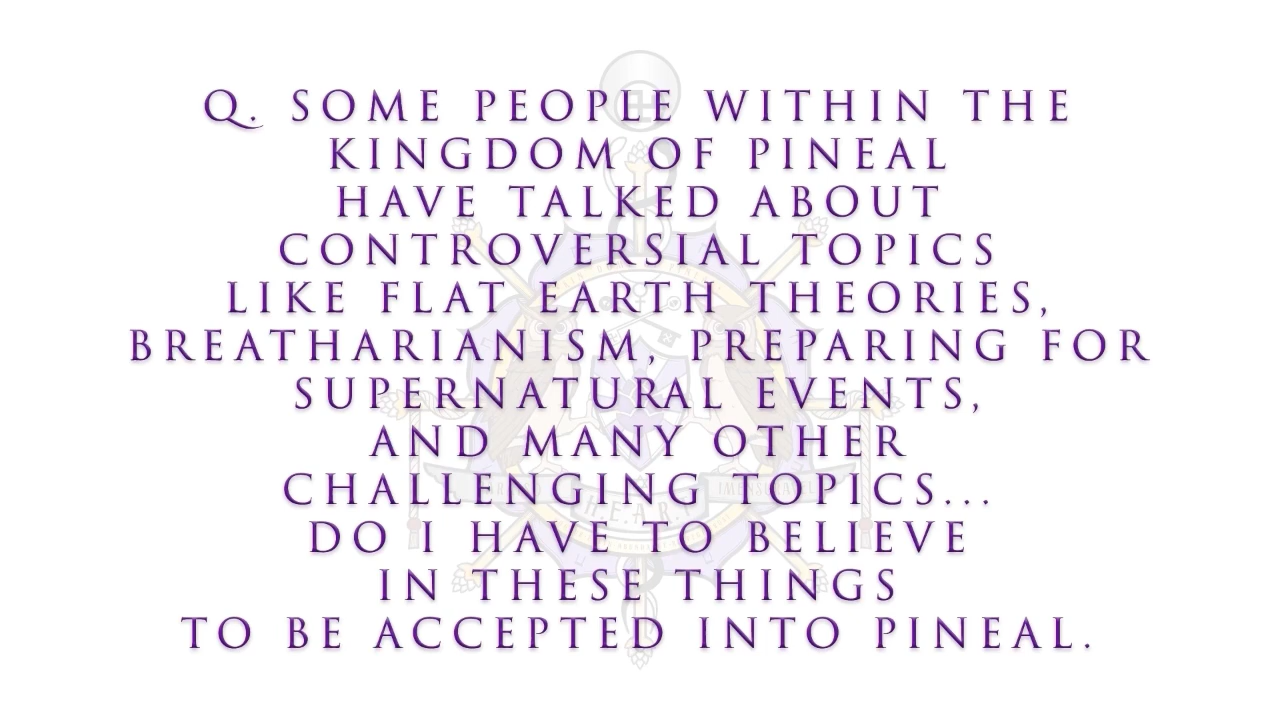 Q. SOME PEOPLE WITHIN THE
KINGDOM OF PINEAL
HAVE TALKED ABOUT
CONTROVERSIAL TOPICS
LIKE FLAT EARTH THEORIES,
BREATHARIANISM, PREPARING FOR
SUPERNATURAL EVENTS,
AND MANY OTHER
CHALLENGING TOPICS...
DO I HAVE TO BELIEVE
IN THESE THINGS
TO BE ACCEPTED INTO PINEAL.